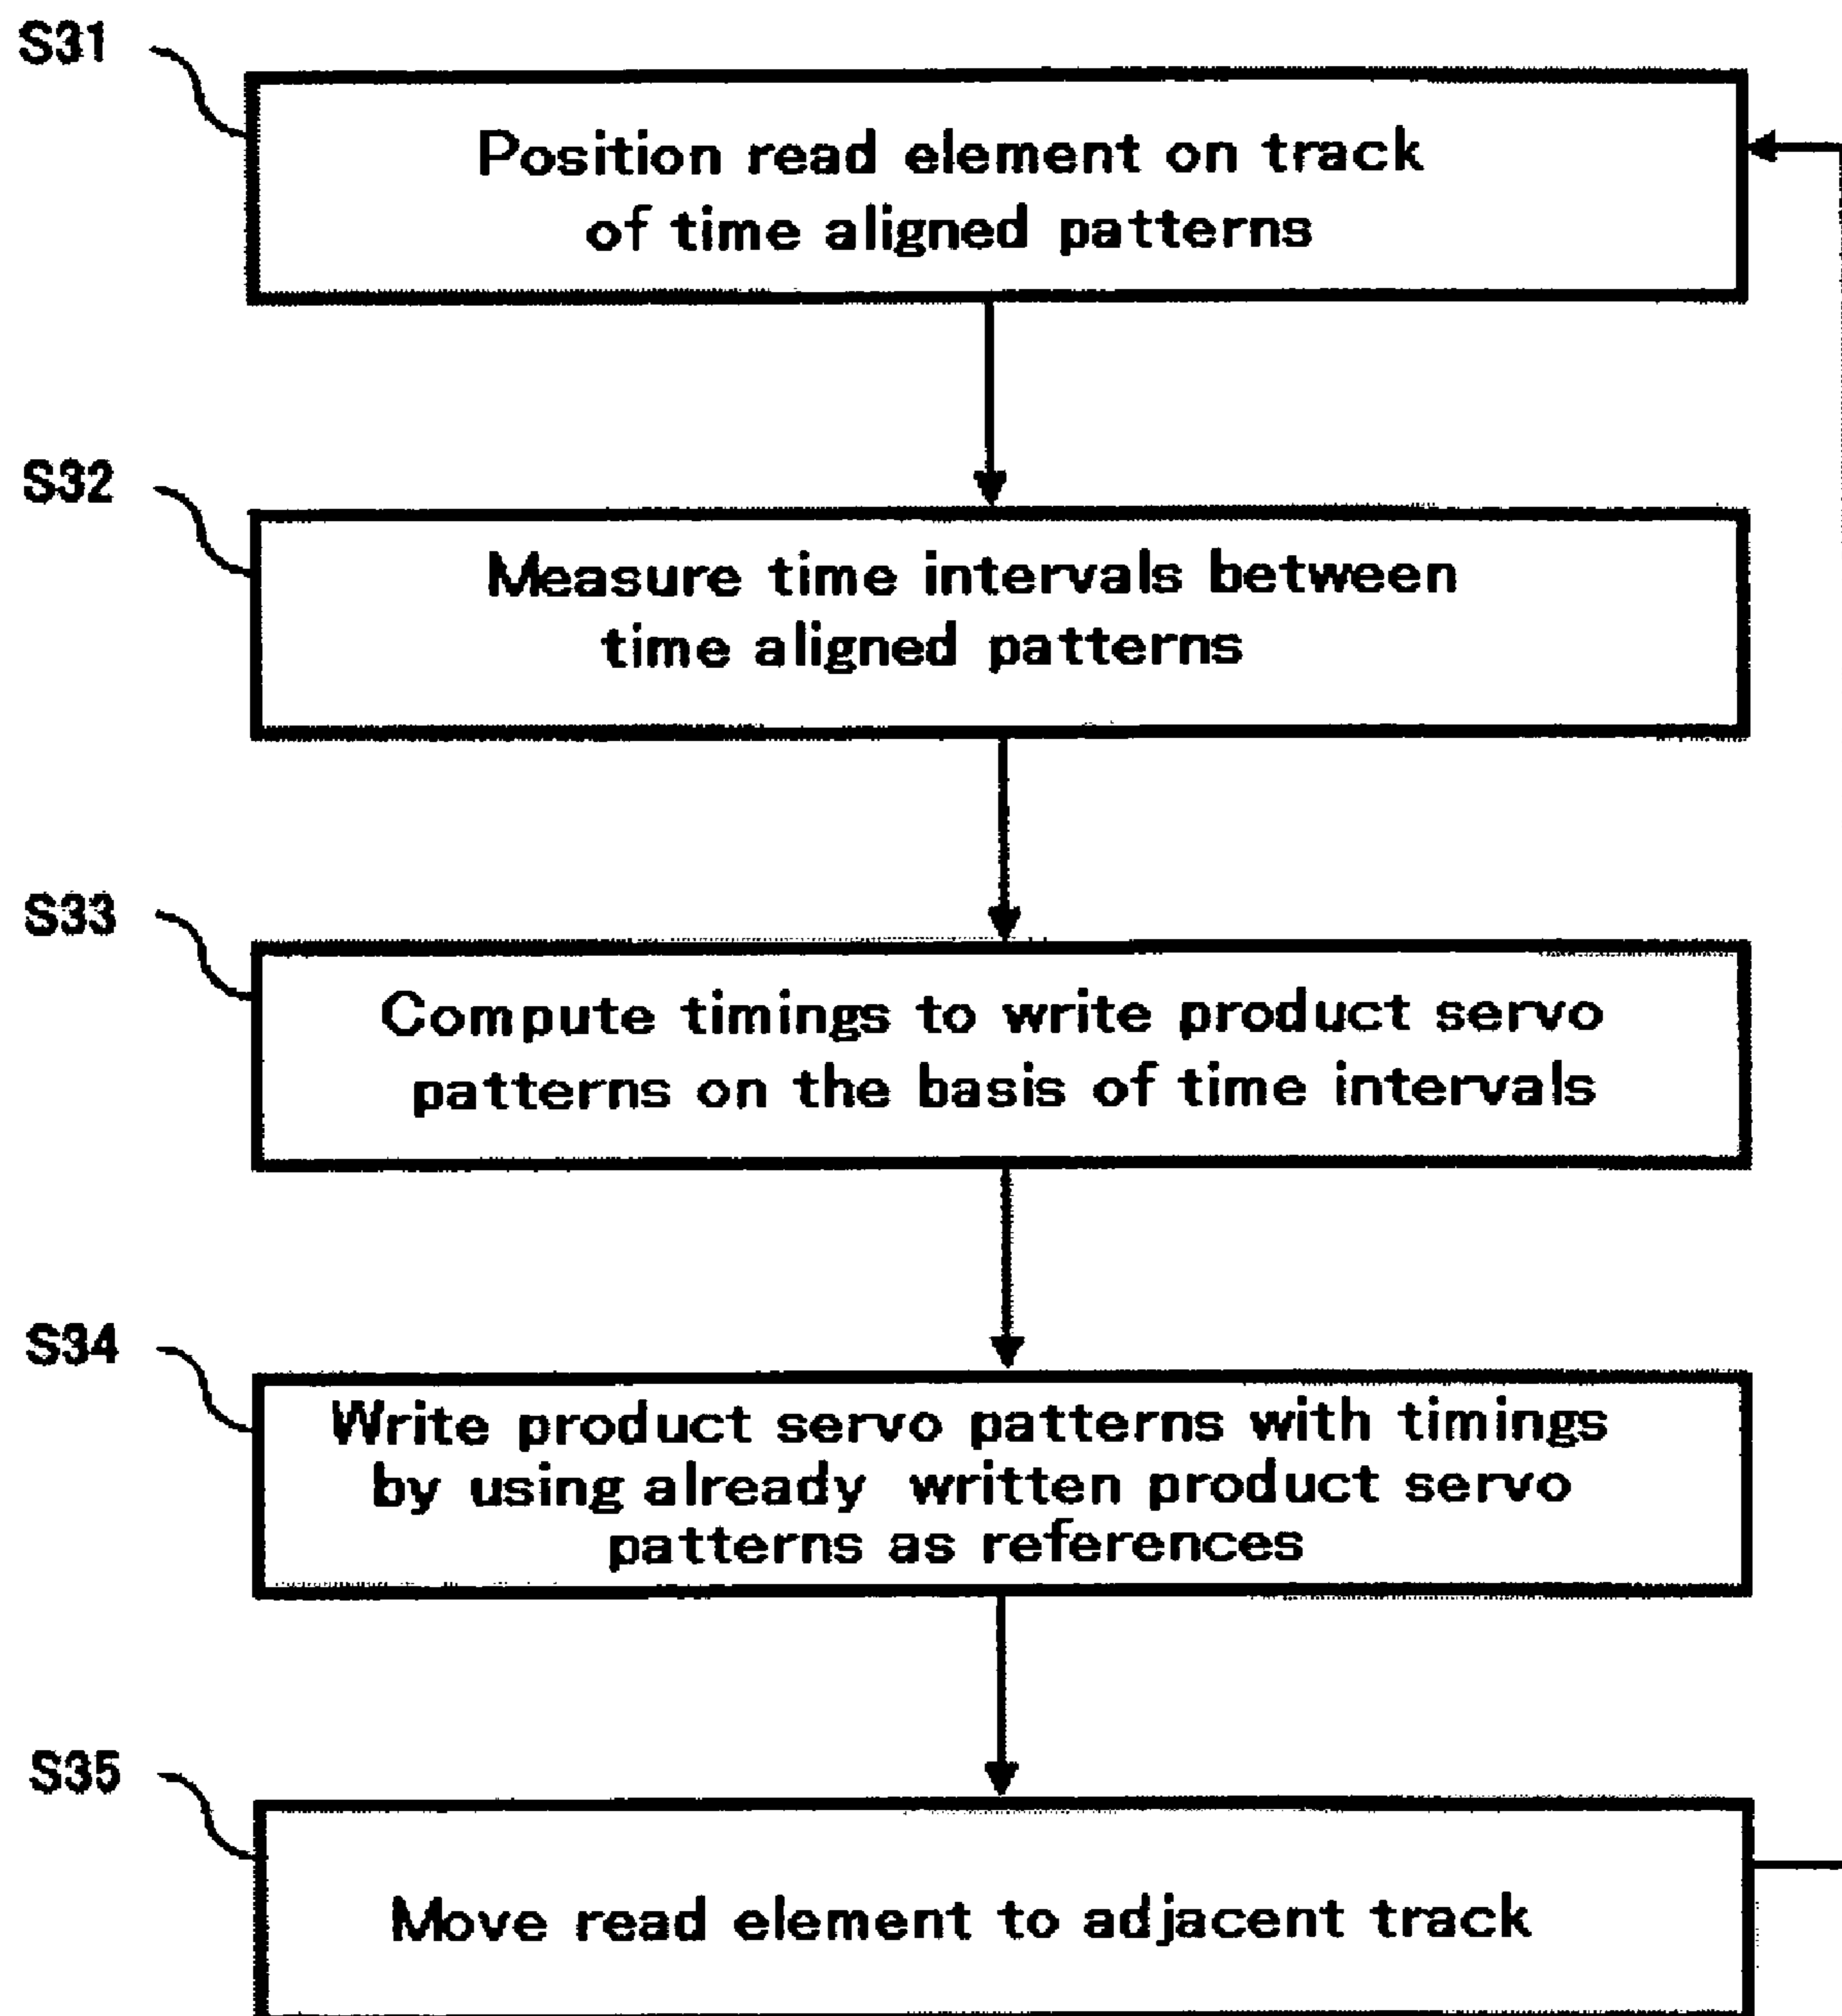 S31
Position read element on track
of time aligned patterns
S32
Measure time intervals between
time aligned patterns
S33
Compute timings to write product servo
patterns on the basis of time intervals
S34
Write product servo patterns with timings
by using already written product servo
patterns as references
S35
Move read element to adjacent track